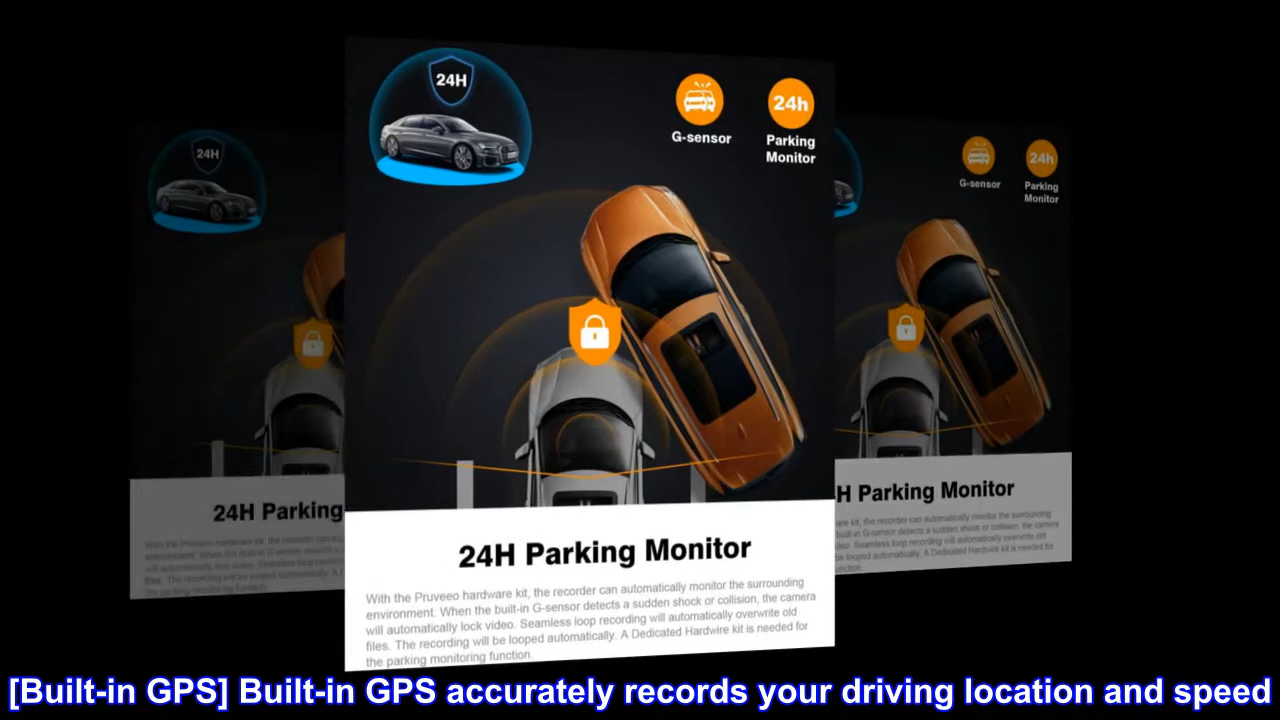 24H
G-sensor
24h
Parking
Monitor
24H Parking Monitor
With the Pruveeo hardware kit, the recorder can automatically monitor the surrounding
environment. When the built-in G-sensor detects a sudden shock or collision, the camera
will automatically lock video. Seamless loop recording will automatically overwrite old
files. The recording will be looped automatically. A Dedicated Hardwire kit is needed for
the parking monitoring function.
24H
24H Parking
G-sensor
24h
Parking
Monitor
H Parking Monitor
[Built-in GPS] Built-in GPS accurately records your driving location and speed